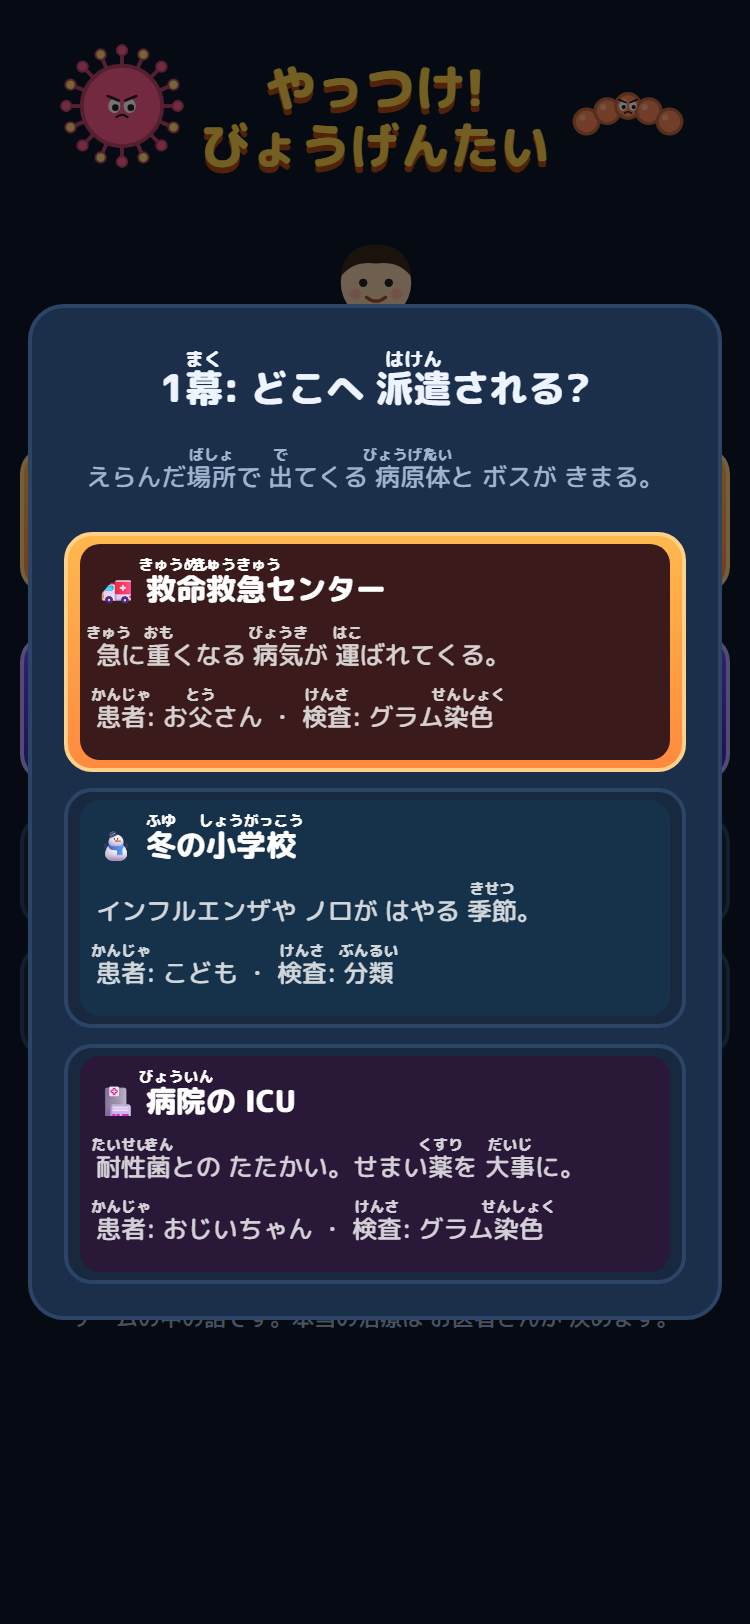 やっつけ!
びょうげんたい
1幕: どこへ 派遣される?
えらんだ場所で 出てくる 病原体と ボスが きまる。
救命救急センター
急に重くなる 病気が 運ばれてくる。
患者: お父さん ・ 検査: グラム染色
冬の小学校
インフルエンザや ノロが はやる 季節。
患者: こども ・ 検査: 分類
病院の ICU
耐性菌との たたかい。せまい薬を 大事に。
患者: おじいちゃん ・ 検査: グラム染色